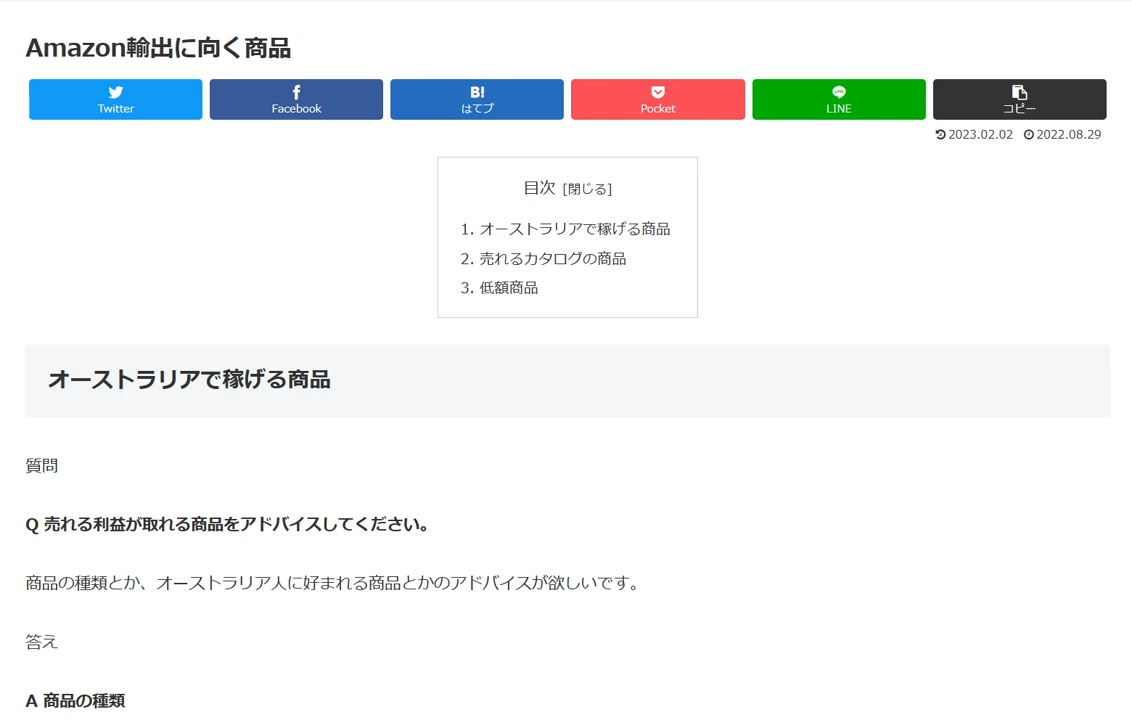 Amazon輸出に向く商品
Twitter
Facebook
B!
はてブ
Pocket
LINE
コピー
2023.02.02 2022.08.29
目次 [閉じる]
1. オーストラリアで稼げる商品
2. 売れるカタログの商品
3. 低額商品
オーストラリアで稼げる商品
質問
Q 売れる利益が取れる商品をアドバイスしてください。
商品の種類とか、オーストラリア人に好まれる商品とかのアドバイスが欲しいです。
答え
A 商品の種類